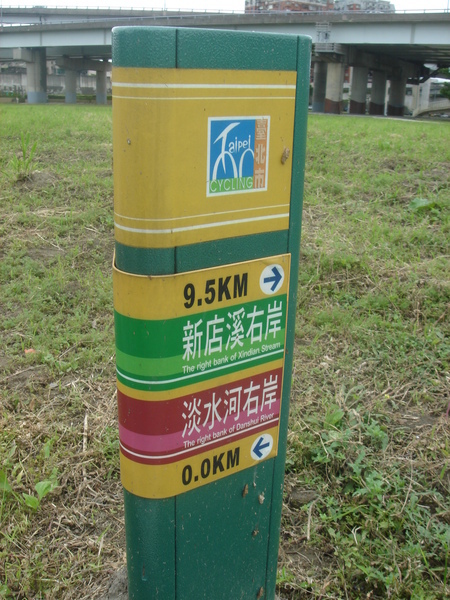 Taipei
CYCLING
臺北市
9.5KM
新店溪右岸
The right bank of Xindian Stream
淡水河右岸
The right bank of Danshui River
0.0KM